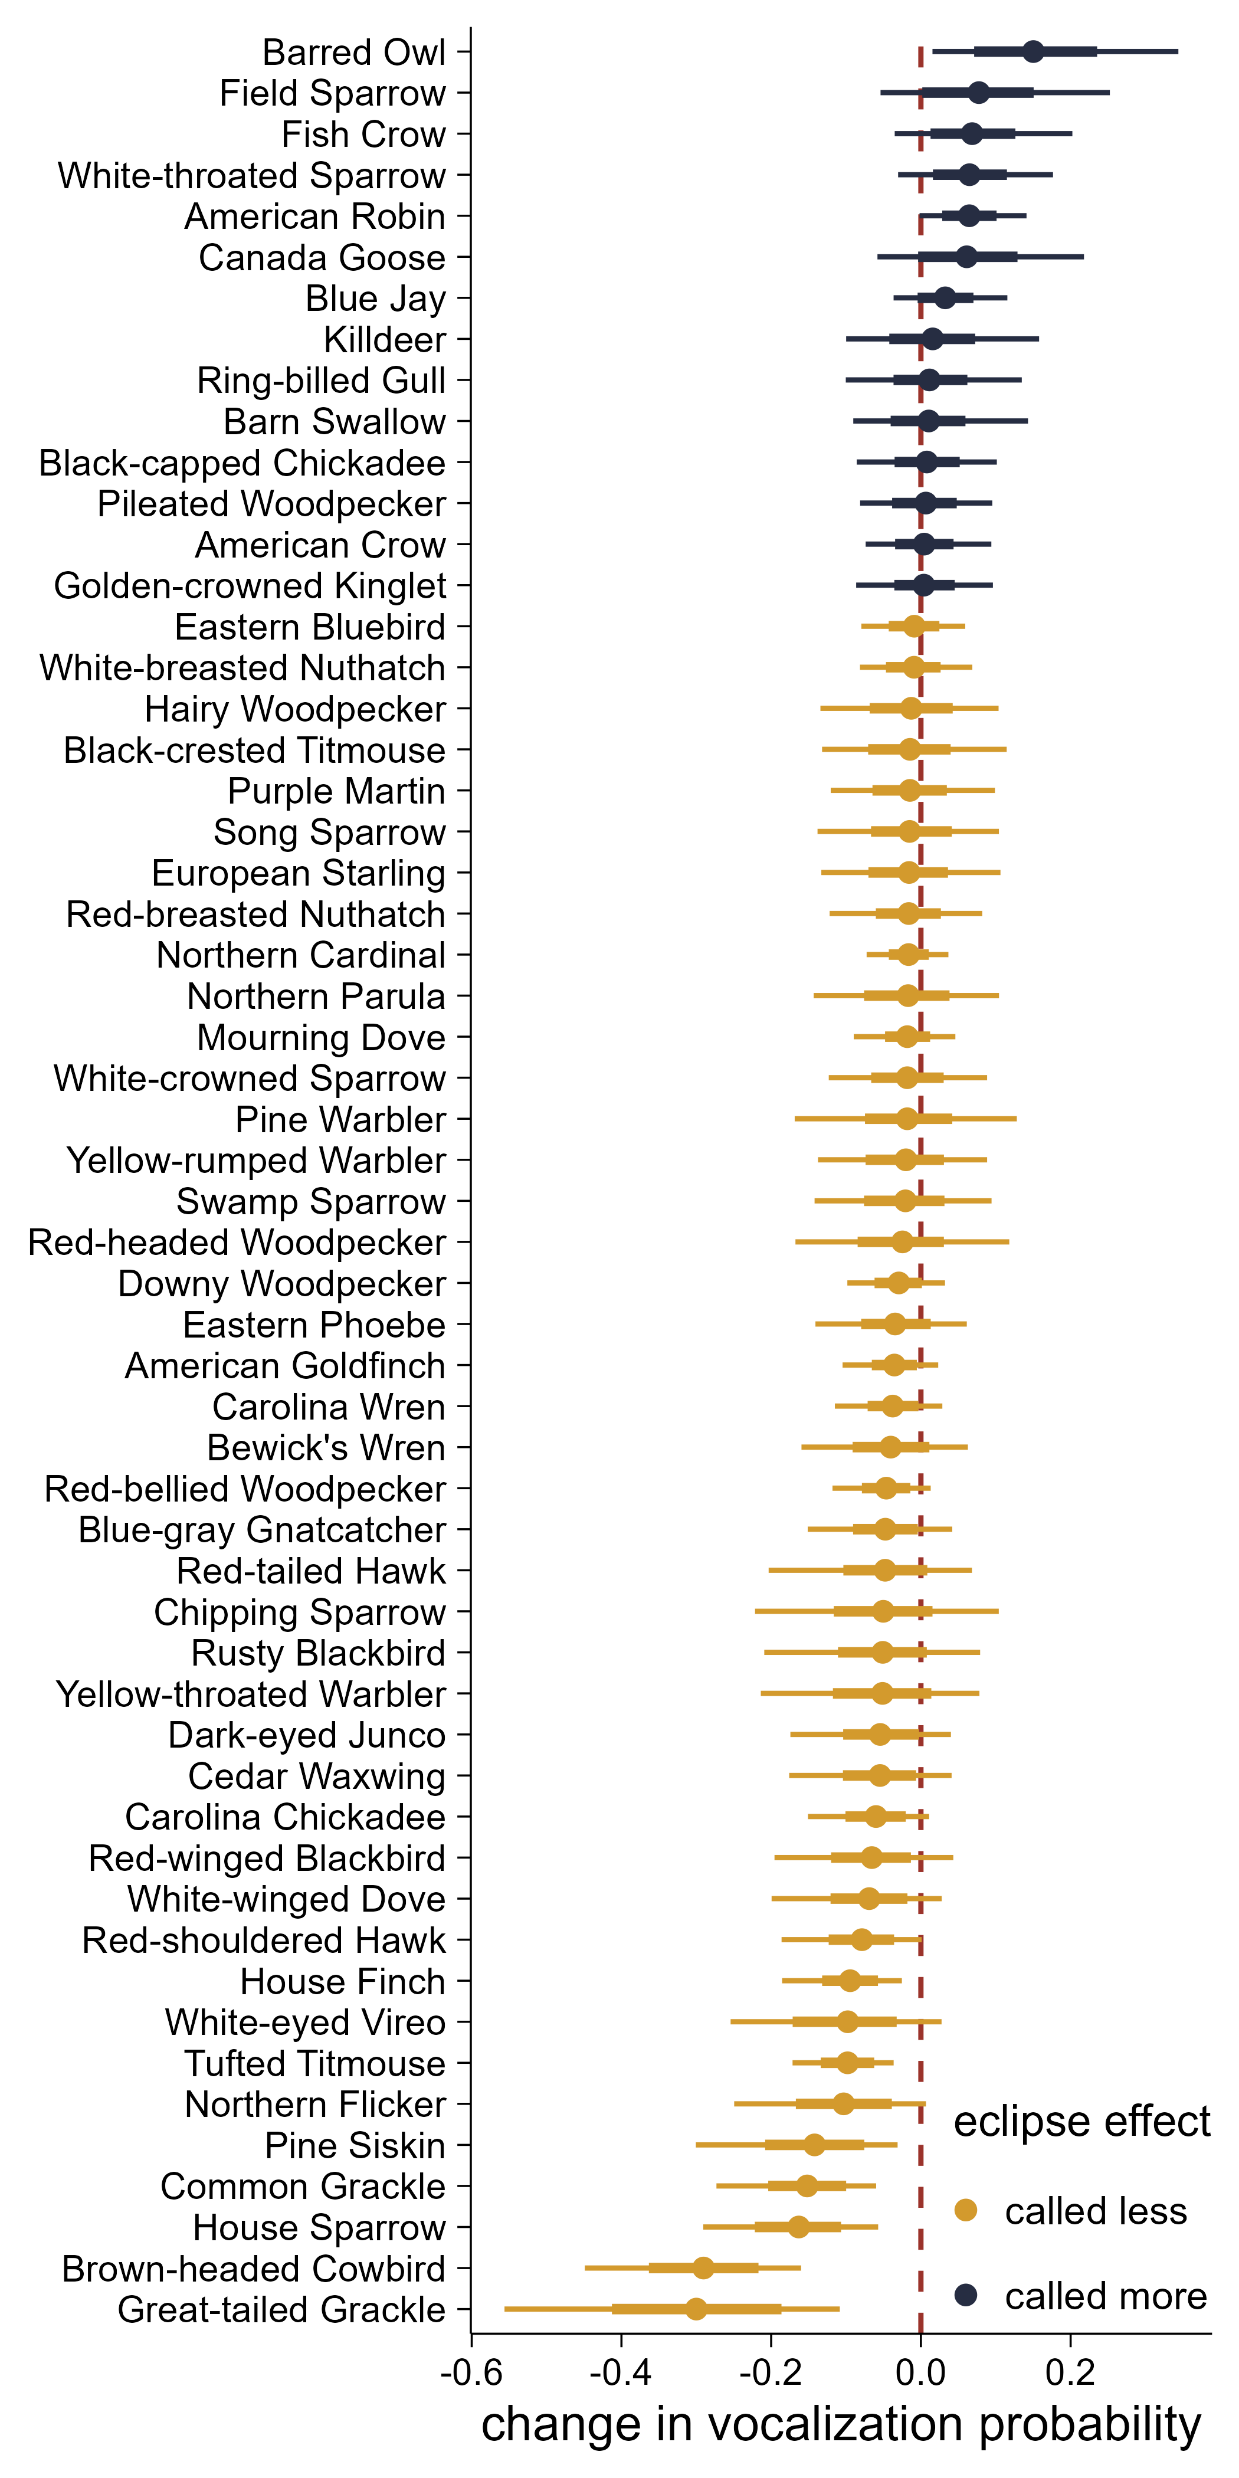 Barred Owl
Field Sparrow
Fish Crow
White-throated Sparrow
American Robin
Canada Goose
Blue Jay
Killdeer
Ring-billed Gull
Barn Swallow
Black-capped Chickadee
Pileated Woodpecker
American Crow
Golden-crowned Kinglet
Eastern Bluebird
White-breasted Nuthatch
Hairy Woodpecker
Black-crested Titmouse
Purple Martin
Song Sparrow
European Starling
Red-breasted Nuthatch
Northern Cardinal
Northern Parula
Mourning Dove
White-crowned Sparrow
Pine Warbler
Yellow-rumped Warbler
Swamp Sparrow
Red-headed Woodpecker
Downy Woodpecker
Eastern Phoebe
American Goldfinch
Carolina Wren
Bewick's Wren
Red-bellied Woodpecker
Blue-gray Gnatcatcher
Red-tailed Hawk
Chipping Sparrow
Rusty Blackbird
Yellow-throated Warbler
Dark-eyed Junco
Cedar Waxwing
Carolina Chickadee
Red-winged Blackbird
White-winged Dove
Red-shouldered Hawk
House Finch
White-eyed Vireo
Tufted Titmouse
Northern Flicker
Pine Siskin
Common Grackle
House Sparrow
Brown-headed Cowbird
Great-tailed Grackle
eclipse effect
called less
called more
-0.6 -0.4 -0.2 0.0 0.2
change in vocalization probability